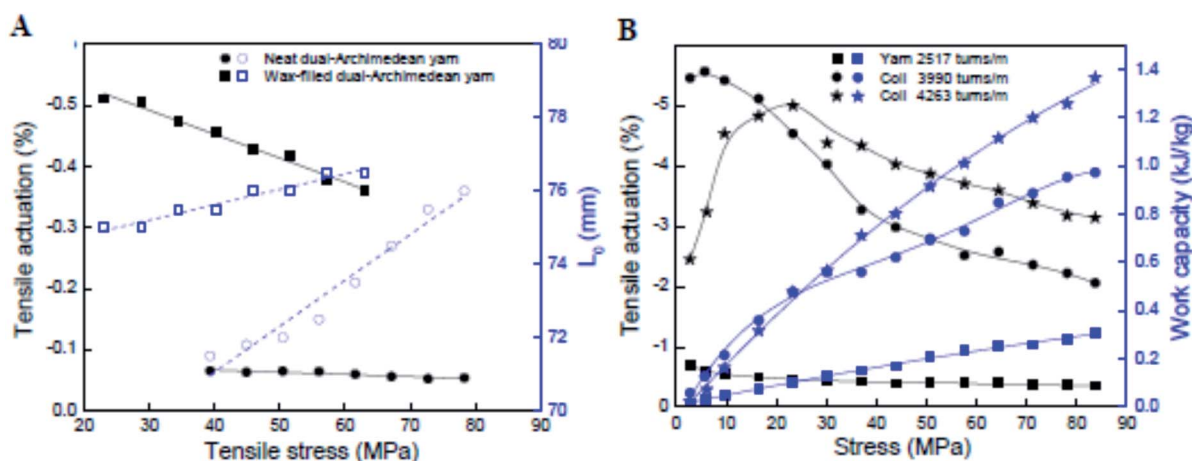 A
B
Tensile actuation (%)
-0.5
-0.4
-0.3
-0.2
-0.1
0.0
20 30 40 50 60 70 80 90
Tensile stress (MPa)
80
78
76
75
72
70
L0 (mm)
Neat dual-Archimedean yarn
Wax-filled dual-Archimedean yarn
Tensile actuation (%)
-5
-4
-3
-2
-1
0
0 10 20 30 40 50 60 70 80 90
Stress (MPa)
1.4
1.2
1.0
0.8
0.6
0.4
0.2
0.0
Work capacity (kJ/kg)
Yarn 2517 turns/m
Coil 3990 turns/m
Coil 4263 turns/m